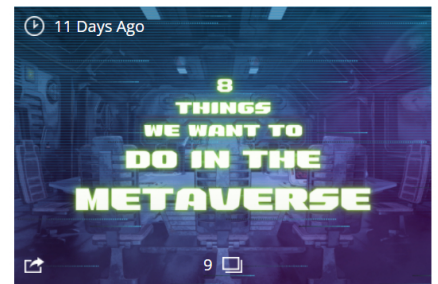 11 Days Ago
8
THINGS
WE WANT TO
DO IN THE
METAVERSE
9